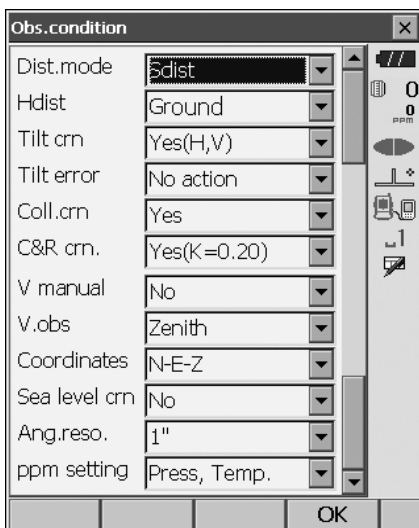 Obs.condition
Dist.mode Sdist
Hdist Ground
Tilt crn Yes(H,V)
Tilt error No action
Coll.crn Yes
C&R crn. Yes(K=0.20)
V manual No
V.obs Zenith
Coordinates N-E-Z
Sea level crn No
Ang.reso. 1"
ppm setting Press, Temp.
0
0
ppm
1
OK